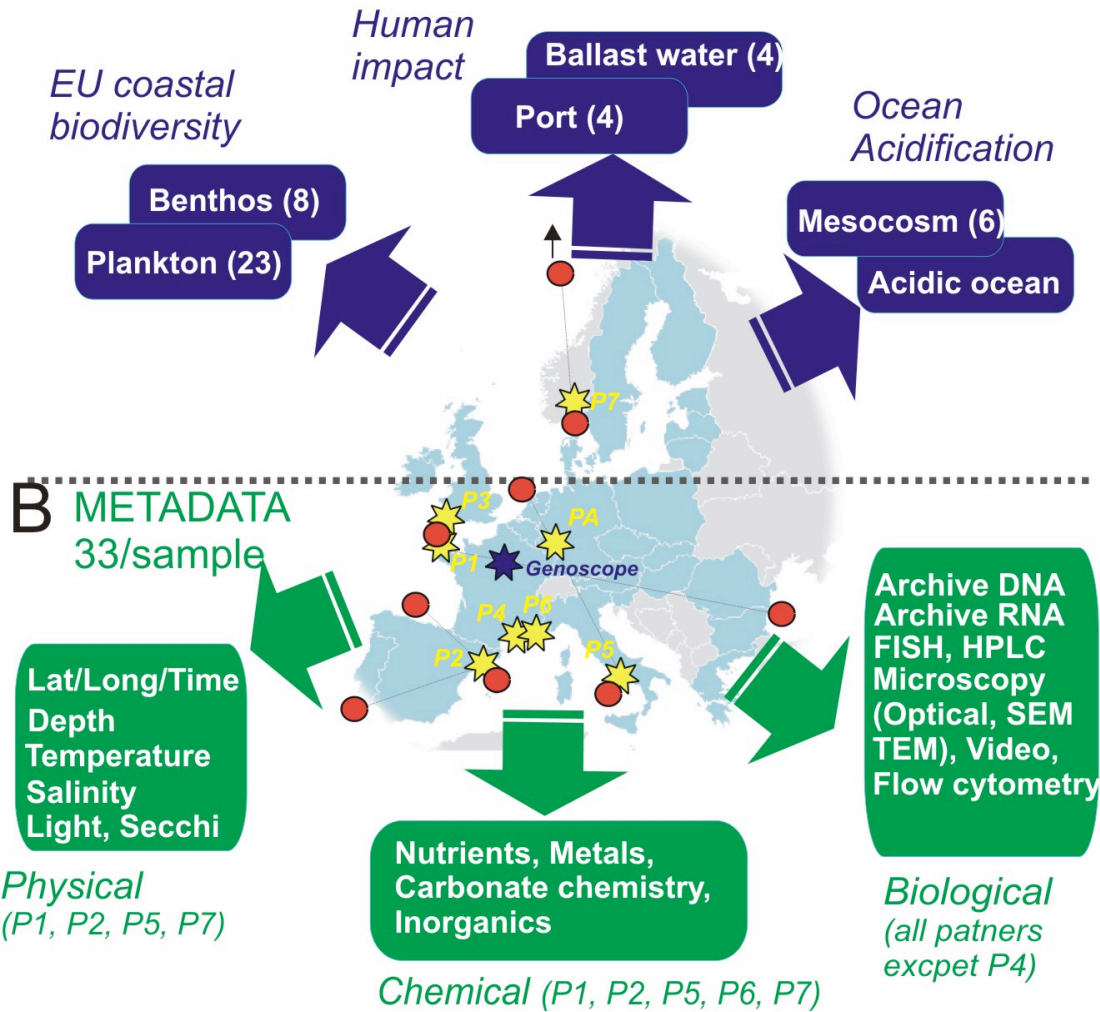 Human
impact
Ballast water (4)
Port (4)
EU coastal
biodiversity
Benthos (8)
Plankton (23)
Ocean
Acidification
Mesocosm (6)
Acidic ocean
P7
B
METADATA
33/sample
P3
PA
P1
Genoscope
P4
P6
P2
P5
Lat/Long/Time
Depth
Temperature
Salinity
Light, Secchi
Physical
(P1, P2, P5, P7)
Nutrients, Metals,
Carbonate chemistry,
Inorganics
Chemical (P1, P2, P5, P6, P7)
Archive DNA
Archive RNA
FISH, HPLC
Microscopy
(Optical, SEM
TEM), Video,
Flow cytometry
Biological
(all patners
excpet P4)